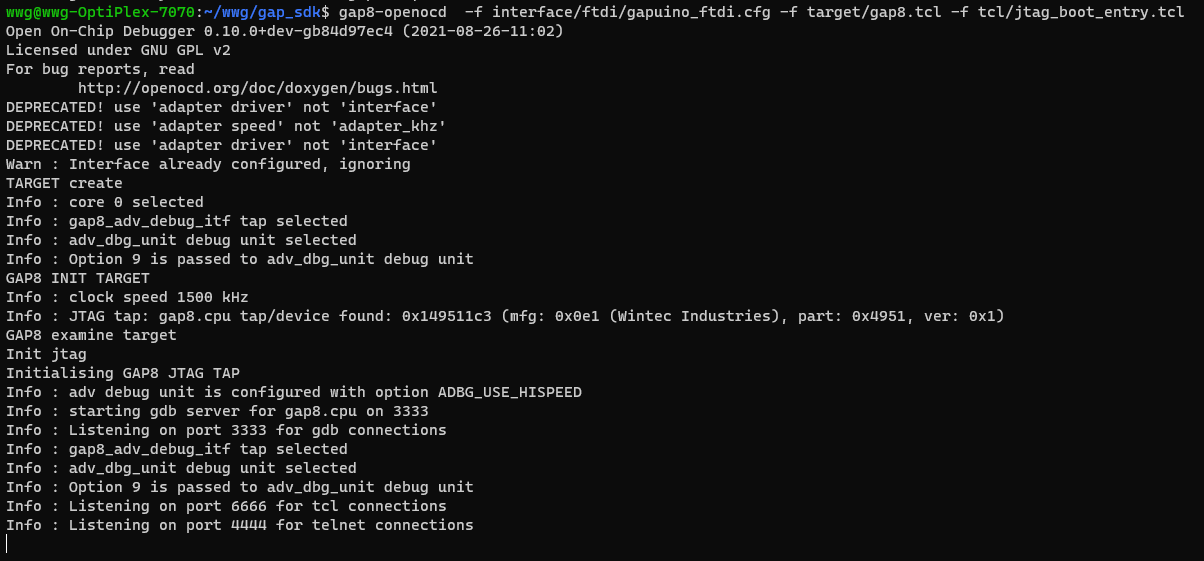 wwg@wwg-OptiPlex-7070:~/wwg/gap_sdk$ gap8-openocd  -f interface/ftdi/gapuino_ftdi.cfg -f target/gap8.tcl -f tcl/jtag_boot_entry.tcl
Open On-Chip Debugger 0.10.0+dev-gb84d97ec4 (2021-08-26-11:02)
Licensed under GNU GPL v2
For bug reports, read
        http://openocd.org/doc/doxygen/bugs.html
DEPRECATED! use 'adapter driver' not 'interface'
DEPRECATED! use 'adapter speed' not 'adapter_khz'
DEPRECATED! use 'adapter driver' not 'interface'
Warn : Interface already configured, ignoring
TARGET create
Info : core 0 selected
Info : gap8_adv_debug_itf tap selected
Info : adv_dbg_unit debug unit selected
Info : Option 9 is passed to adv_dbg_unit debug unit
GAP8 INIT TARGET
Info : clock speed 1500 kHz
Info : JTAG tap: gap8.cpu tap/device found: 0x149511c3 (mfg: 0x0e1 (Wintec Industries), part: 0x4951, ver: 0x1)
GAP8 examine target
Init jtag
Initialising GAP8 JTAG TAP
Info : adv debug unit is configured with option ADBG_USE_HISPEED
Info : starting gdb server for gap8.cpu on 3333
Info : Listening on port 3333 for gdb connections
Info : gap8_adv_debug_itf tap selected
Info : adv_dbg_unit debug unit selected
Info : Option 9 is passed to adv_dbg_unit debug unit
Info : Listening on port 6666 for tcl connections
Info : Listening on port 4444 for telnet connections